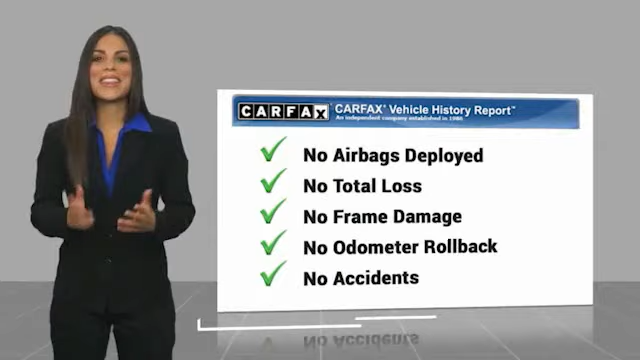 CARFAX CARFAX® Vehicle History Report™
An independent company established in 1986
No Airbags Deployed
No Total Loss
No Frame Damage
No Odometer Rollback
No Accidents